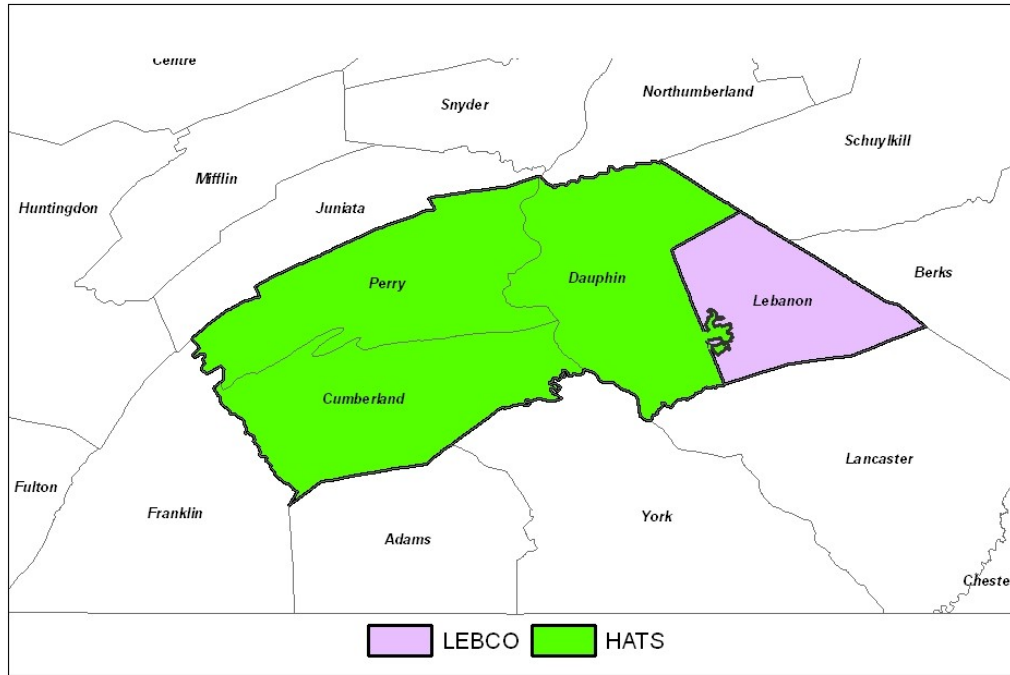 Centre
Snyder
Northumberland
Schuylkill
Mifflin
Huntingdon
Juniata
Perry
Dauphin
Berks
Lebanon
Cumberland
Lancaster
Fulton
Franklin
York
Adams
Cheste
LEBCO HATS